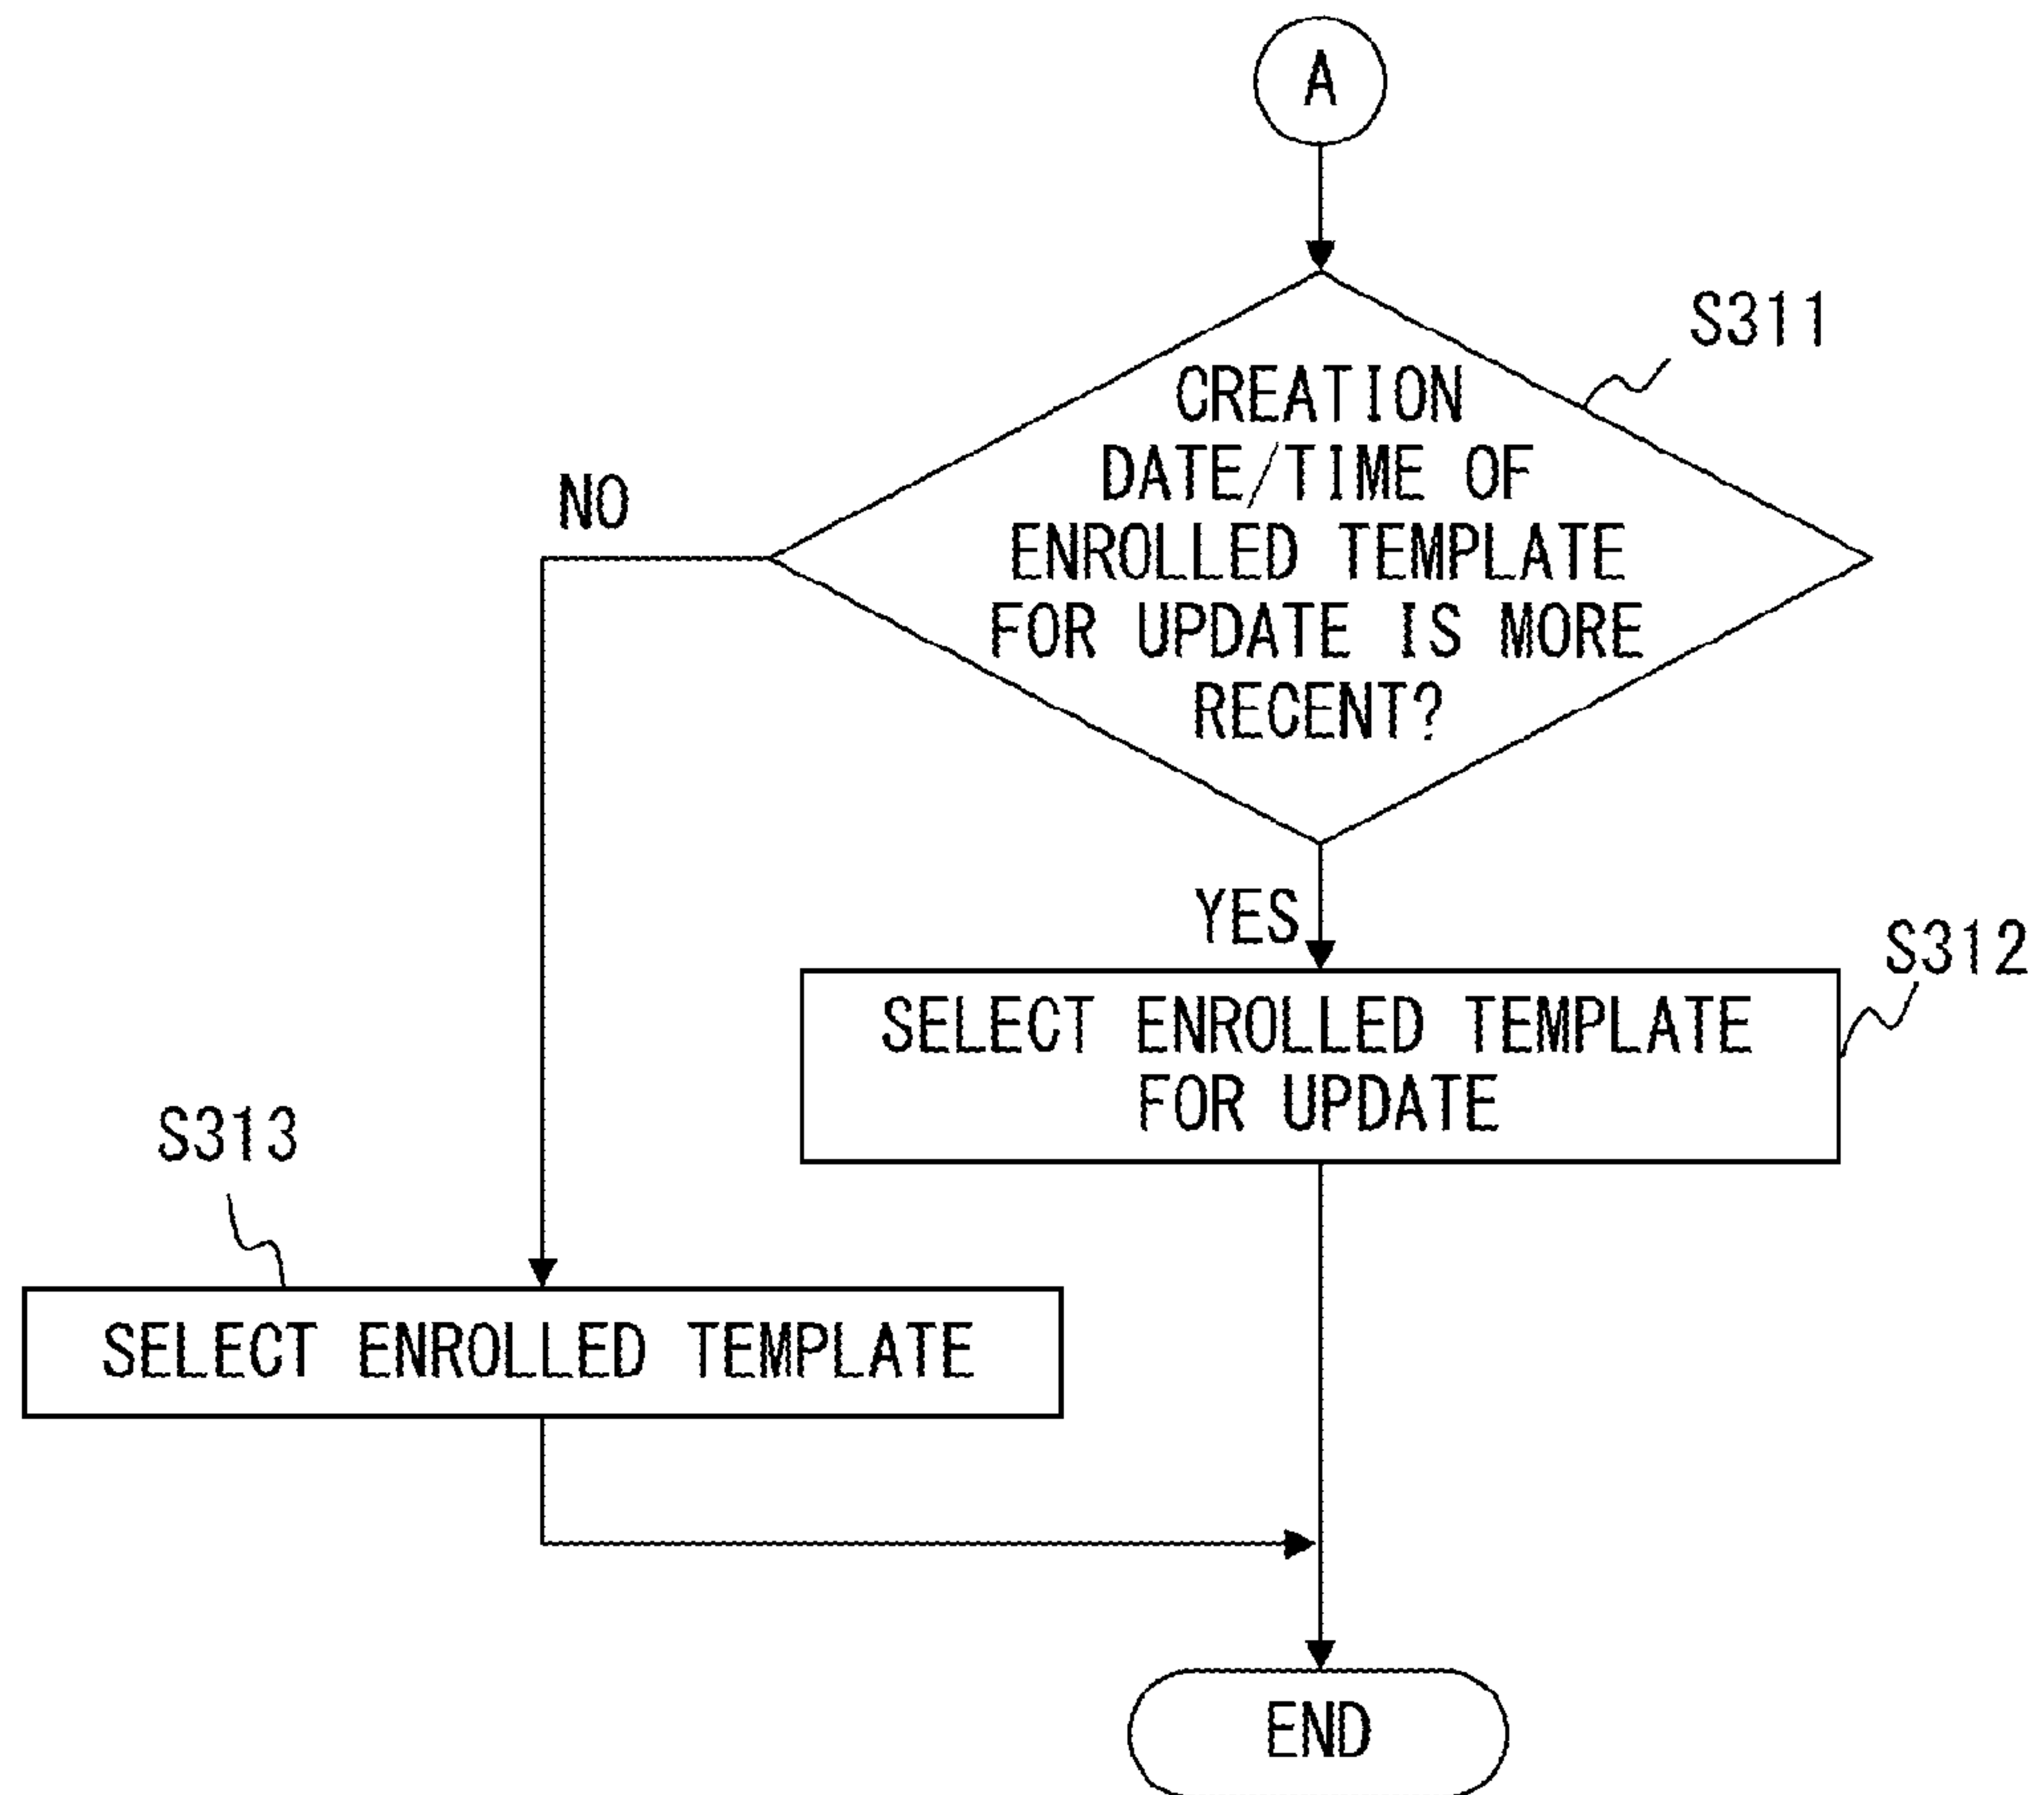 A
S311
CREATION
DATE/TIME OF
ENROLLED TEMPLATE
FOR UPDATE IS MORE
RECENT?
NO
YES
S312
SELECT ENROLLED TEMPLATE
FOR UPDATE
S313
SELECT ENROLLED TEMPLATE
END